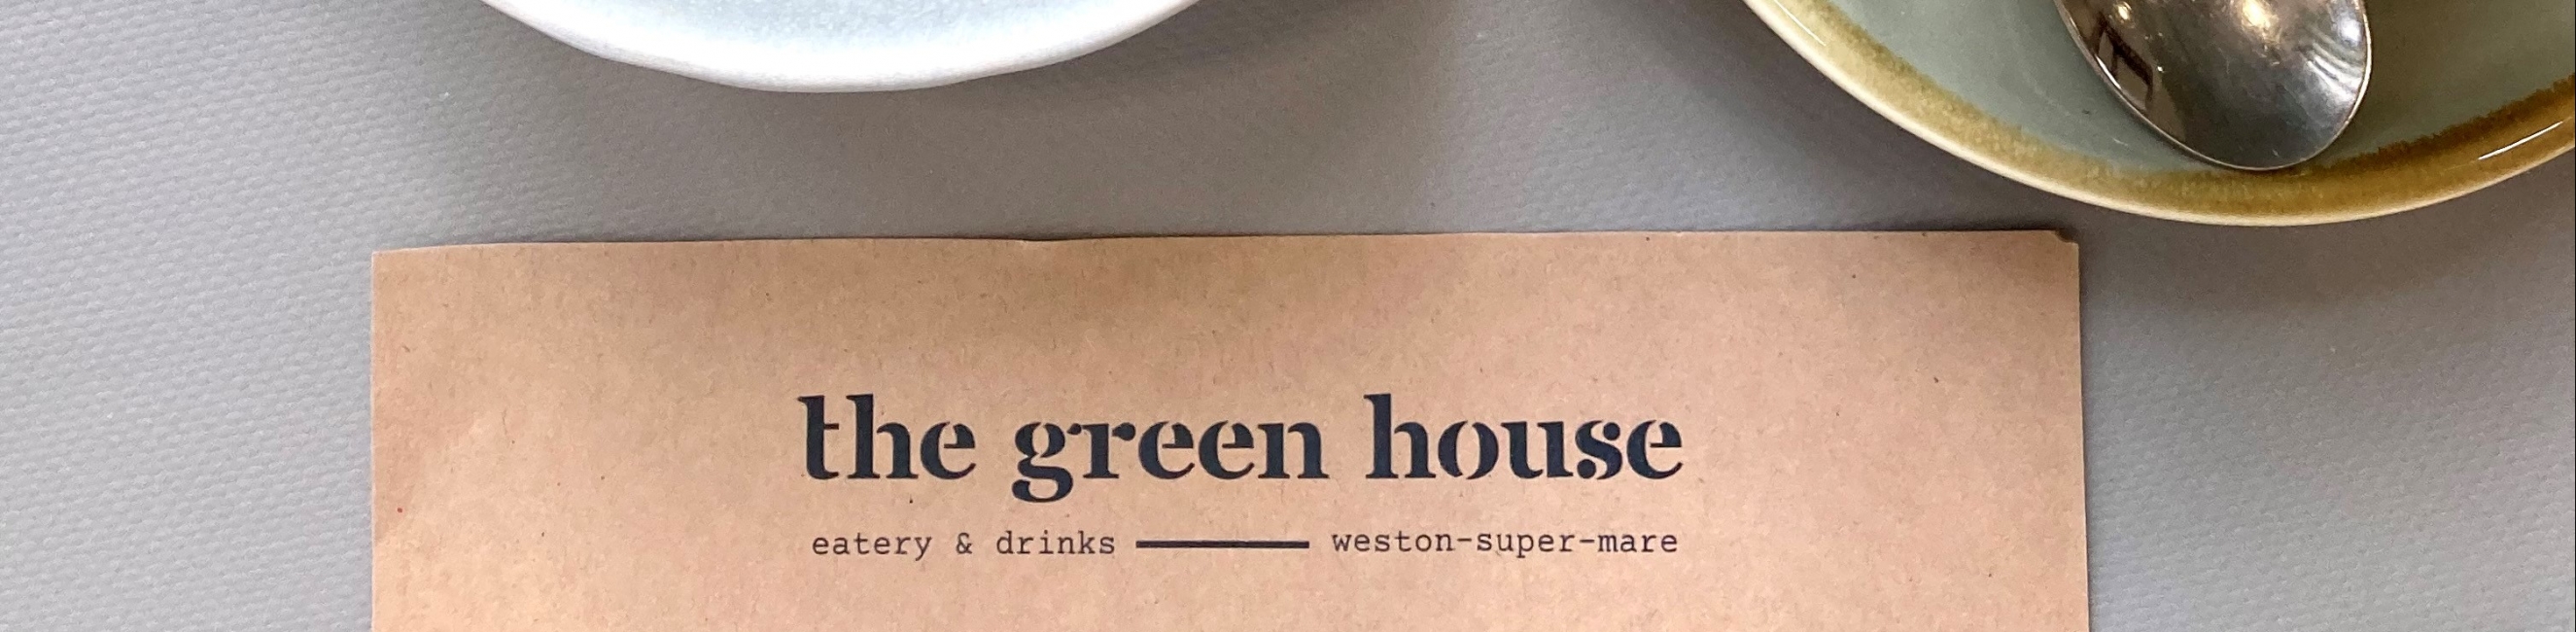 the green house
eatery & drinks — weston-super-mare